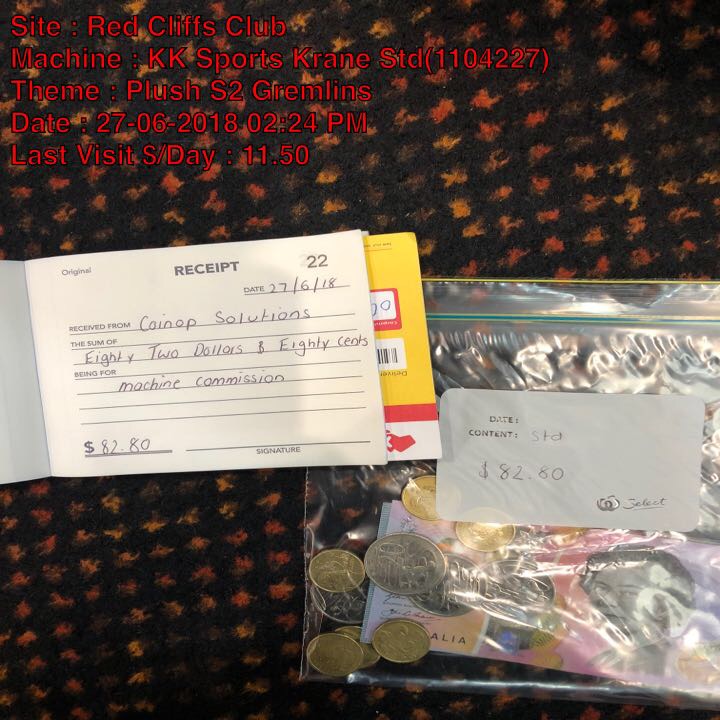 Site : Red Cliffs Club
Machine : KK Sports Krane Std(1104227)
Theme : Plush S2 Gremlins
Date : 27-06-2018 02:24 PM
Last Visit $/Day : 11.50
Original
RECEIPT
22
DATE 27/6/18
RECEIVED FROM Coinop Solutions
THE SUM OF
Eighty Two Dollars & Eighty cents
BEING FOR
machine commission
$ 82.80
SIGNATURE
DATE:
CONTENT: Std
$ 82.80
Select
ALIA